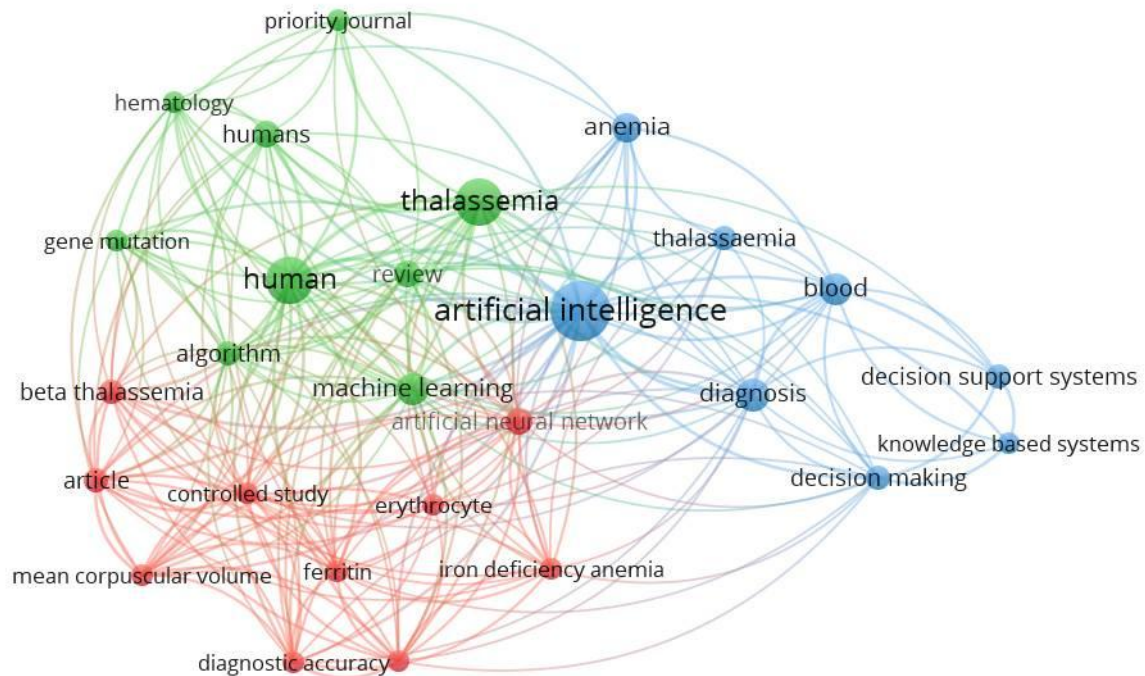 priority journal
hematology
humans
anemia
thalassemia
gene mutation
thalassaemia
human
review
blood
artificial intelligence
algorithm
decision support systems
beta thalassemia
machine learning
diagnosis
artificial neural network
knowledge based systems
article
controlled study
decision making
erythrocyte
mean corpuscular volume
ferritin
iron deficiency anemia
diagnostic accuracy